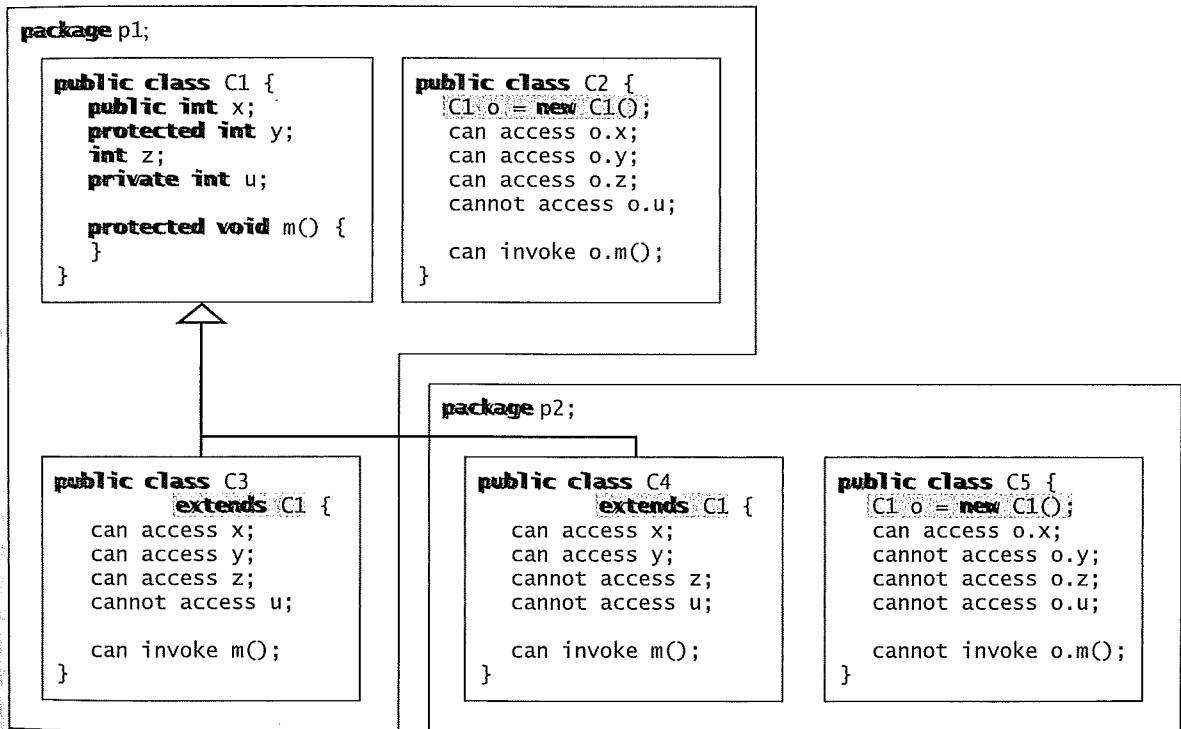 package p1;
public class C1 {
public int x;
protected int y;
int z;
private int u;
protected void m() {
}
}
public class C2 {
C1 o = new C1();
can access o.x;
can access o.y;
can access o.z;
cannot access o.u;
can invoke o.m();
}
public class C3
extends C1 {
can access x;
can access y;
can access z;
cannot access u;
can invoke m();
}
package p2;
public class C4
extends C1 {
can access x;
can access y;
cannot access z;
cannot access u;
can invoke m();
}
public class C5 {
C1 o = new C1();
can access o.x;
cannot access o.y;
cannot access o.z;
cannot access o.u;
cannot invoke o.m();
}